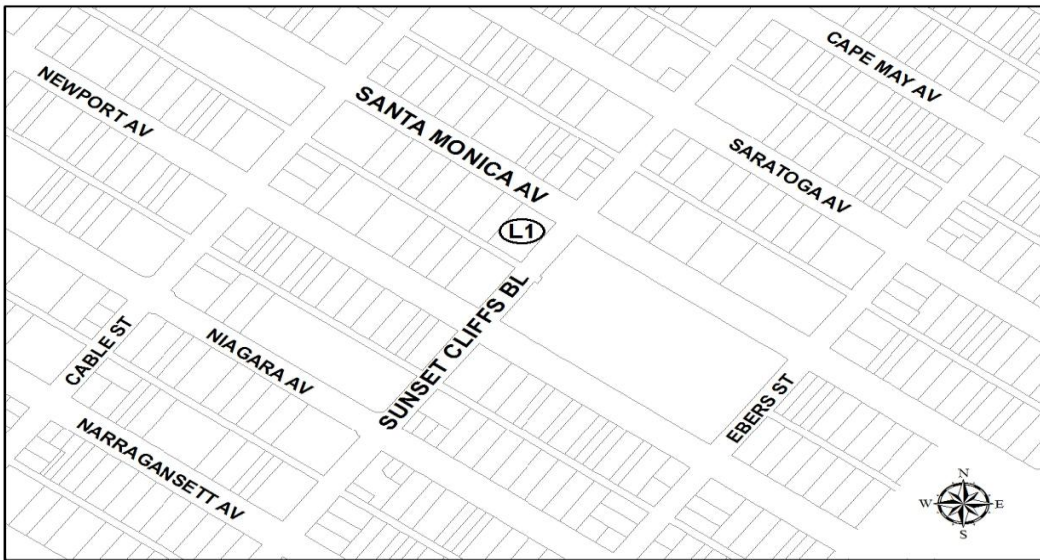 CAPE MAY AV
NEWPORT AV
SANTA MONICA AV
SARATOGA AV
L1
SUNSET CLIFFS BL
CABLE ST
NIAGARA AV
EBERS ST
NARRAGANSETT AV
N
W E
S